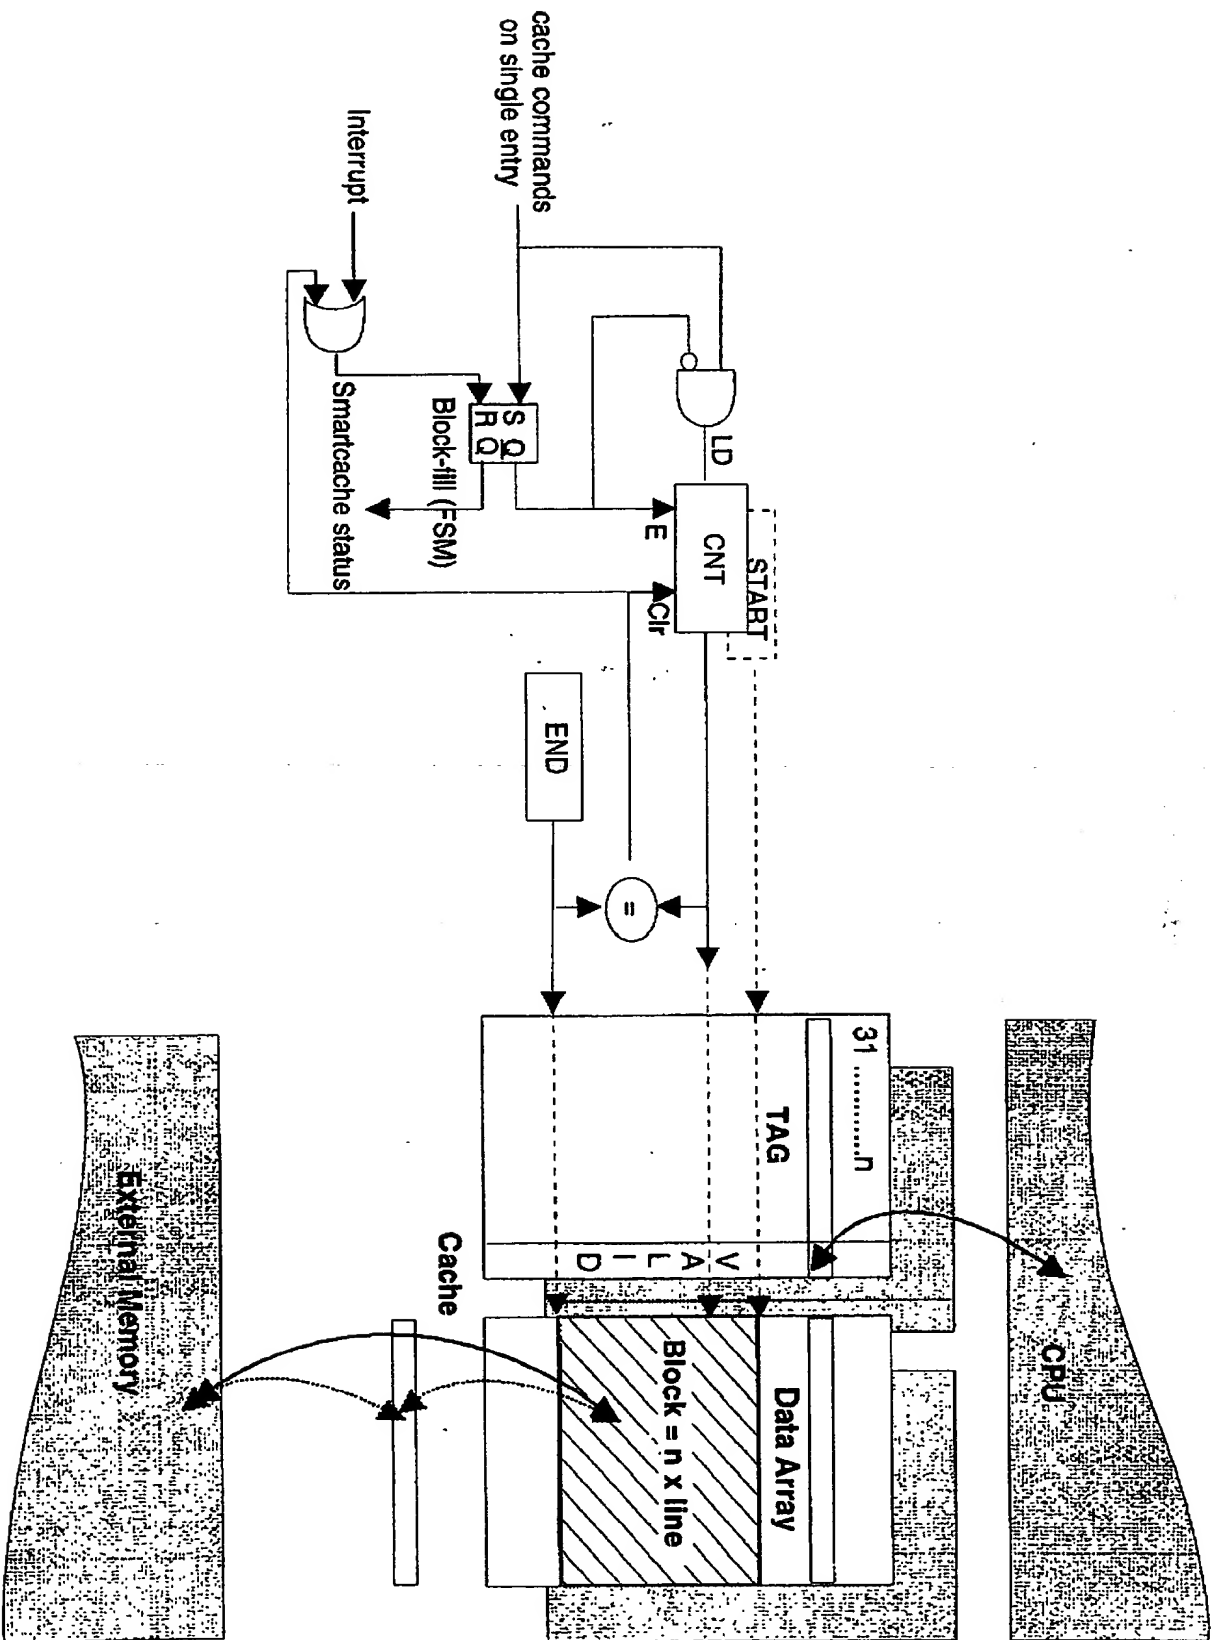 CPU
31 ...........n
TAG
Data Array
START
CNT
LD
E
Clr
V
A
L
I
D
Block = n x line
cache commands
on single entry
S Q
R Q
Block-fill (FSM)
END
=
Cache
Interrupt
Smartcache status
External Memory